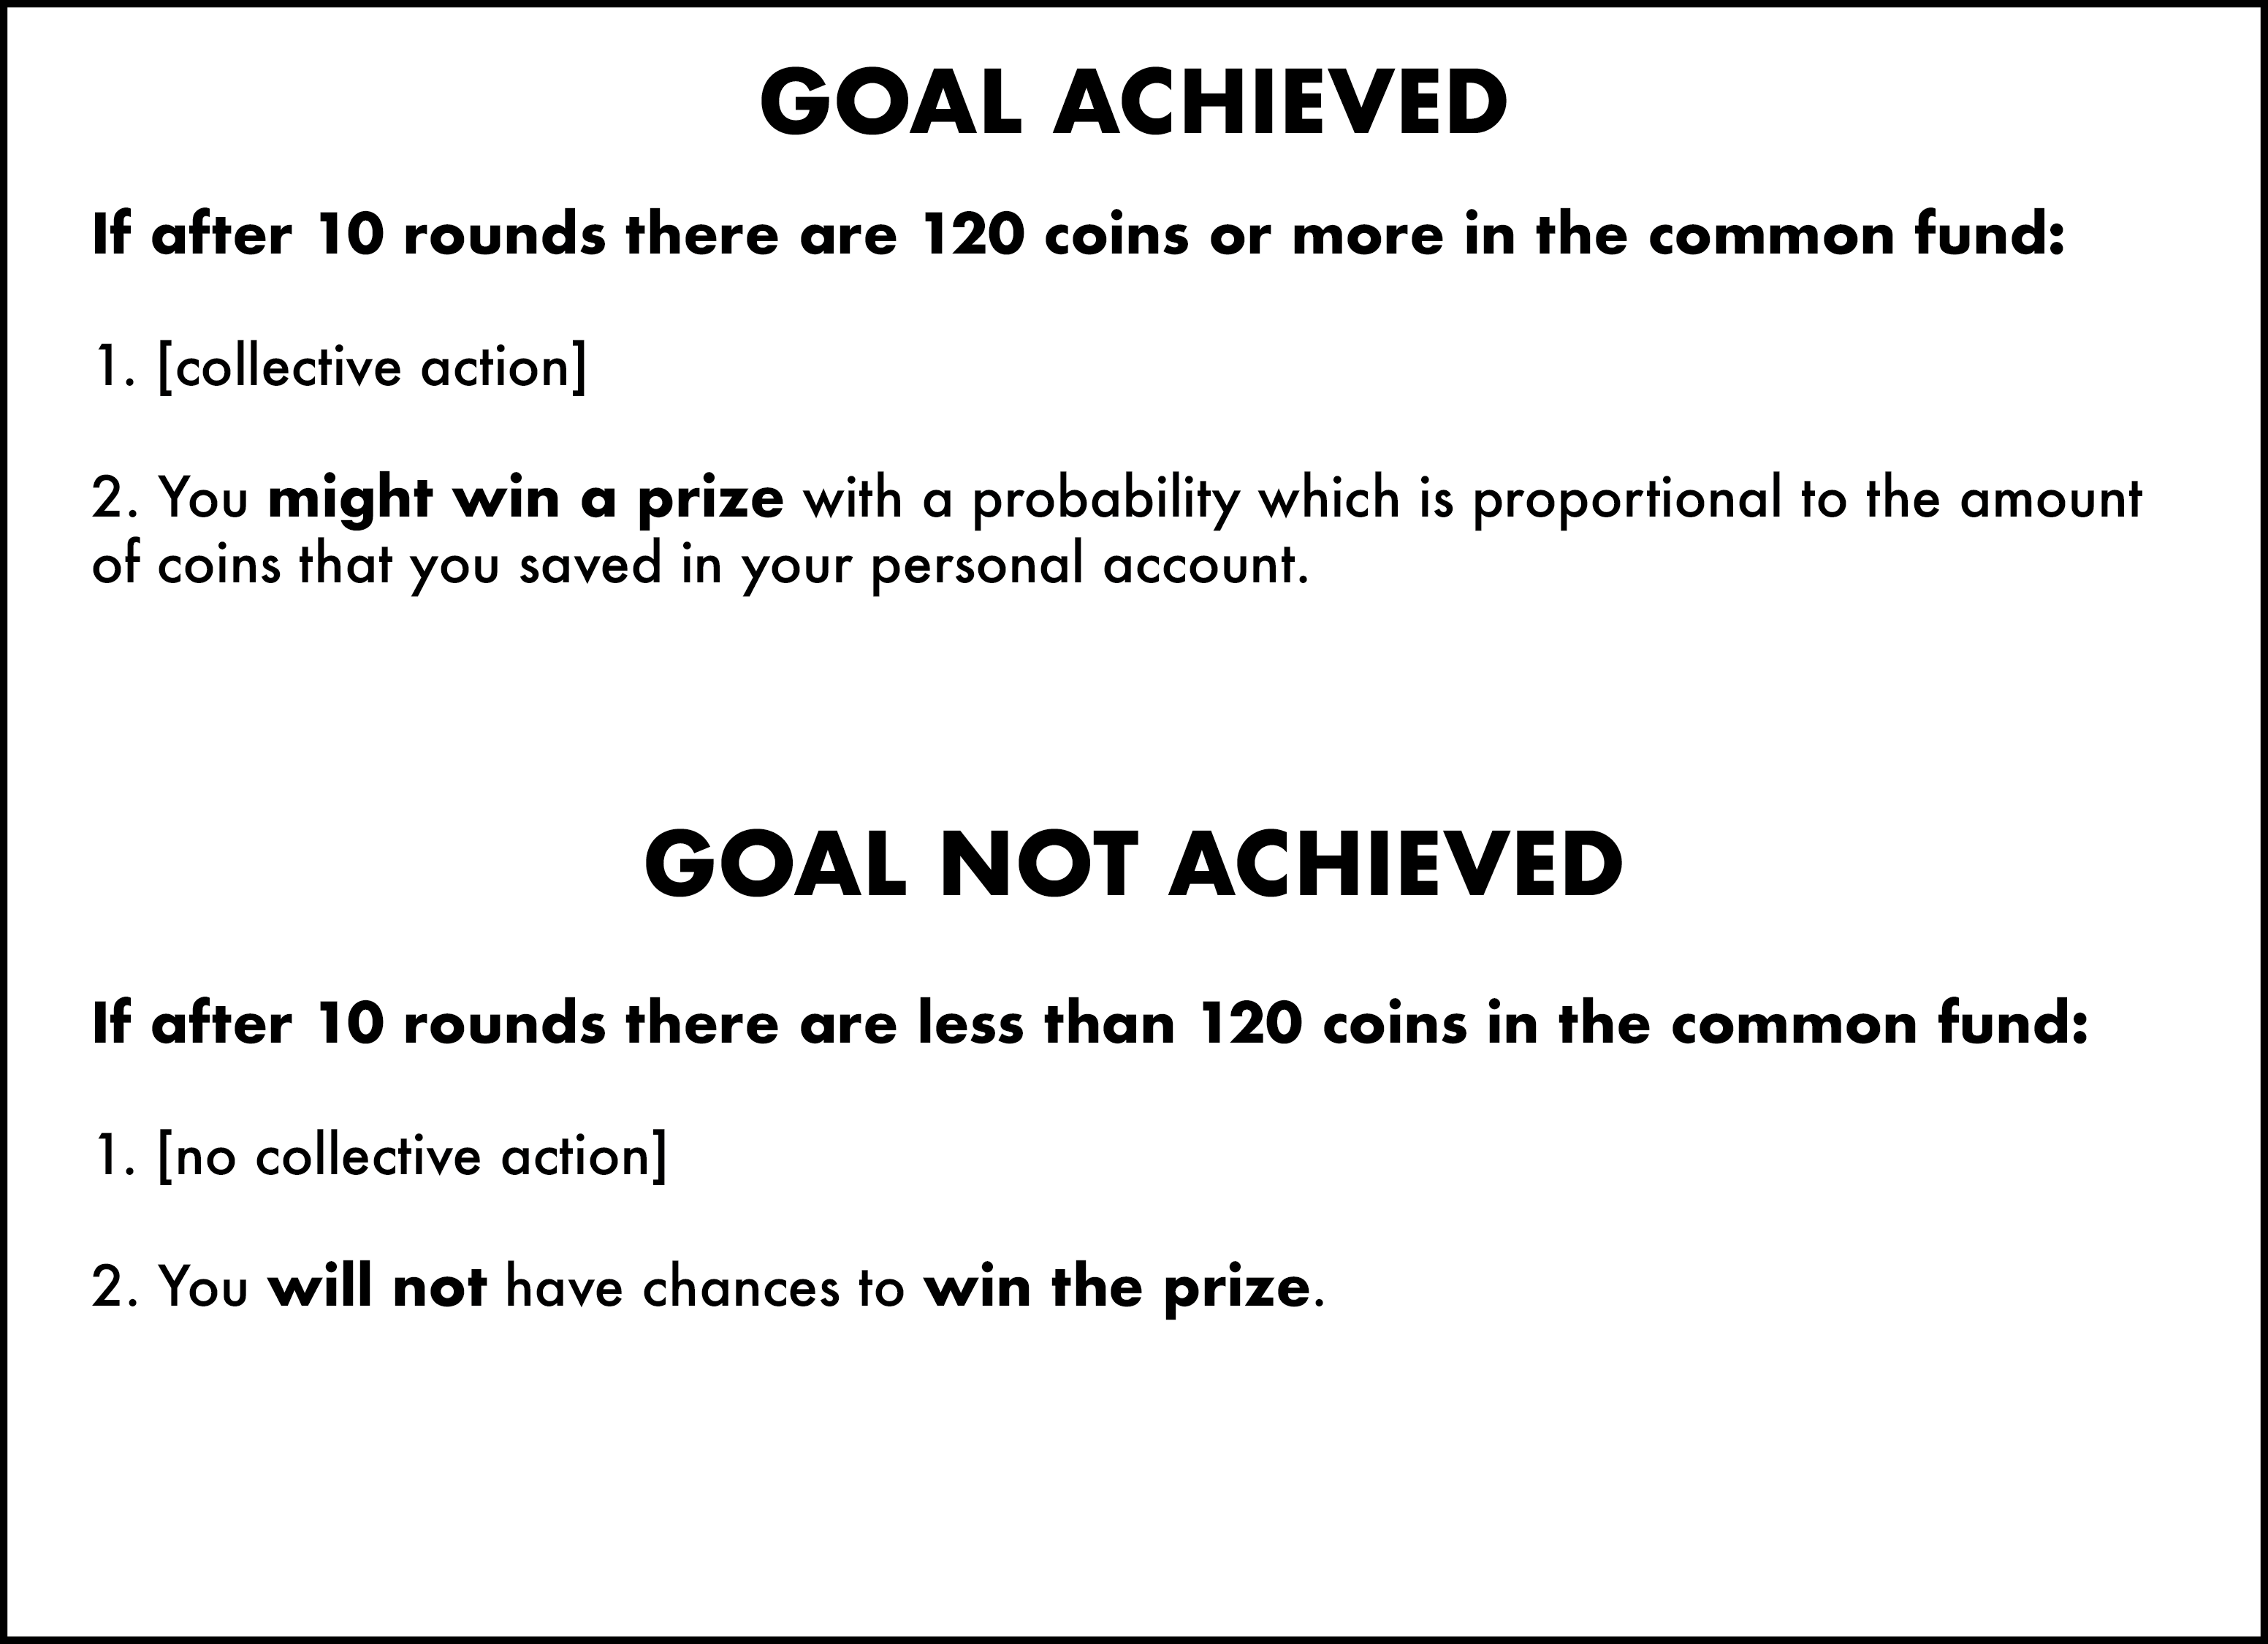 GOAL ACHIEVED
If after 10 rounds there are 120 coins or more in the common fund:
1. [collective action]
2. You might win a prize with a probability which is proportional to the amount
of coins that you saved in your personal account.
GOAL NOT ACHIEVED
If after 10 rounds there are less than 120 coins in the common fund:
1. [no collective action]
2. You will not have chances to win the prize.